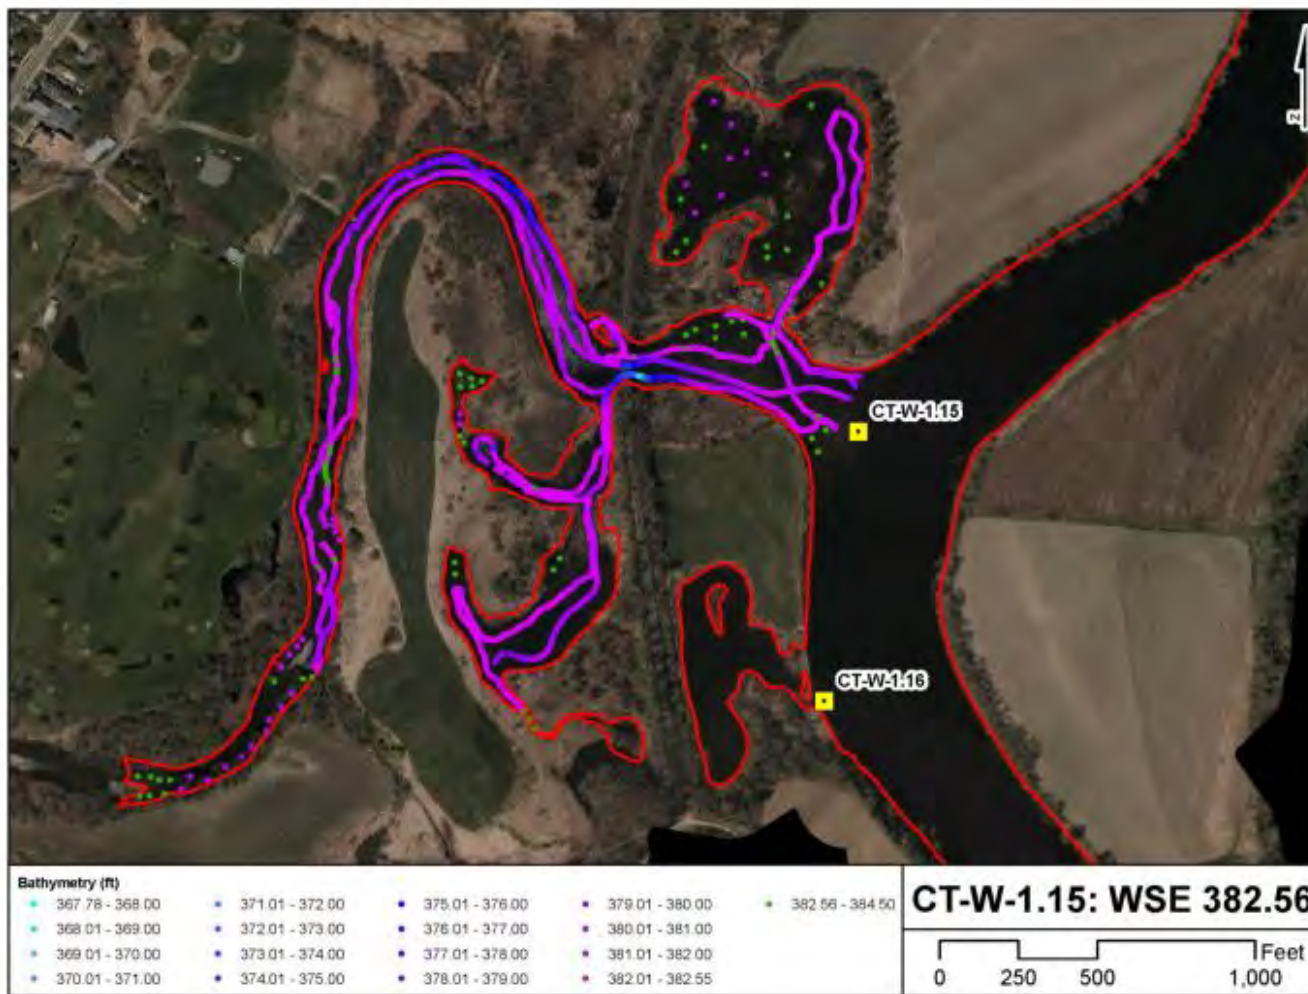 CT-W-1.15
CT-W-1.16
Bathymetry (ft)
367.78 - 368.00
368.01 - 369.00
369.01 - 370.00
370.01 - 371.00
371.01 - 372.00
372.01 - 373.00
373.01 - 374.00
374.01 - 375.00
375.01 - 376.00
376.01 - 377.00
377.01 - 378.00
378.01 - 379.00
379.01 - 380.00
380.01 - 381.00
381.01 - 382.00
382.01 - 382.55
382.56 - 384.50
CT-W-1.15: WSE 382.56
Feet
0 250 500 1,000